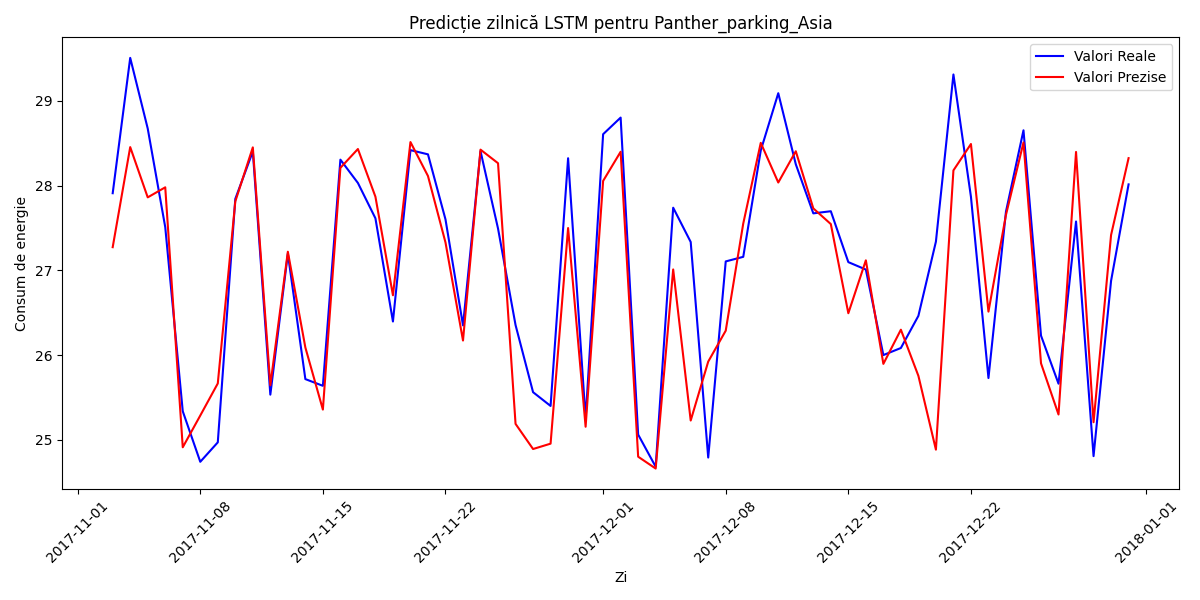 Predicție zilnică LSTM pentru Panther_parking_Asia
Valori Reale
Valori Prezise
Consum de energie
29
28
27
26
25
2017-11-01
2017-11-08
2017-11-15
2017-11-22
2017-12-01
2017-12-08
2017-12-15
2017-12-22
2018-01-01
Zi